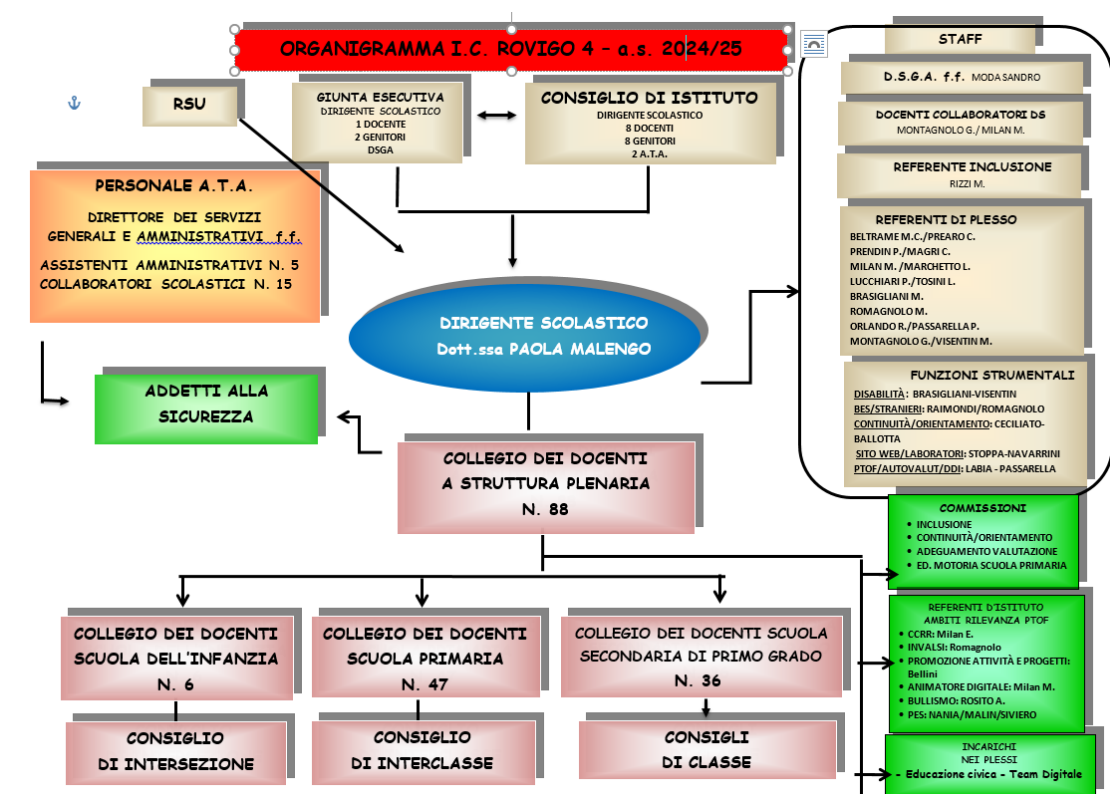 ORGANIGRAMMA I.C. ROVIGO 4 – a.s. 2024/25
RSU
GIUNTA ESECUTIVA
DIRIGENTE SCOLASTICO
1 DOCENTE
2 GENITORI
DSGA
CONSIGLIO DI ISTITUTO
DIRIGENTE SCOLASTICO
8 DOCENTI
8 GENITORI
2 A.T.A.
PERSONALE A.T.A.
DIRETTORE DEI SERVIZI
GENERALI E AMMINISTRATIVI f.f.
ASSISTENTI AMMINISTRATIVI N. 5
COLLABORATORI SCOLASTICI N. 15
DIRIGENTE SCOLASTICO
Dott.ssa PAOLA MALENGO
ADDETTI ALLA
SICUREZZA
COLLEGIO DEI DOCENTI
A STRUTTURA PLENARIA
N. 88
COLLEGIO DEI DOCENTI
SCUOLA DELL'INFANZIA
N. 6
COLLEGIO DEI DOCENTI
SCUOLA PRIMARIA
N. 47
COLLEGIO DEI DOCENTI SCUOLA
SECONDARIA DI PRIMO GRADO
N. 36
CONSIGLIO
DI INTERSEZIONE
CONSIGLIO
DI INTERCLASSE
CONSIGLI
DI CLASSE
STAFF
D.S.G.A. f.f. MODA SANDRO
DOCENTI COLLABORATORI DS
MONTAGNOLO G./ MILAN M.
REFERENTE INCLUSIONE
RIZZI M.
REFERENTI DI PLESSO
BELTRAME M.C./PREARO C.
PRENDIN P./MAGRI C.
MILAN M. /MARCHETTO L.
LUCCHIARI P./TOSINI L.
BRASIGLIANI M.
ROMAGNOLO M.
ORLANDO R./PASSARELLA P.
MONTAGNOLO G./VISENTIN M.
FUNZIONI STRUMENTALI
DISABILITÀ: BRASIGLIANI-VISENTIN
BES/STRANIERI: RAIMONDI/ROMAGNOLO
CONTINUITÀ/ORIENTAMENTO: CECILIATO-
BALLOTTA
SITO WEB/LABORATORI: STOPPA-NAVARRINI
PTOF/AUTOVALUT/DDI: LABIA - PASSARELLA
COMMISSIONI
• INCLUSIONE
• CONTINUITÀ/ORIENTAMENTO
• ADEGUAMENTO VALUTAZIONE
• ED. MOTORIA SCUOLA PRIMARIA
REFERENTI D'ISTITUTO
AMBITI RILEVANZA PTOF
• CCRR: Milan E.
• INVALSI: Romagnolo
• PROMOZIONE ATTIVITÀ E PROGETTI:
Bellini
• ANIMATORE DIGITALE: Milan M.
• BULLISMO: ROSITO A.
• PES: NANIA/MALIN/SIVIERO
INCARICHI
NEI PLESSI
- Educazione civica – Team Digitale